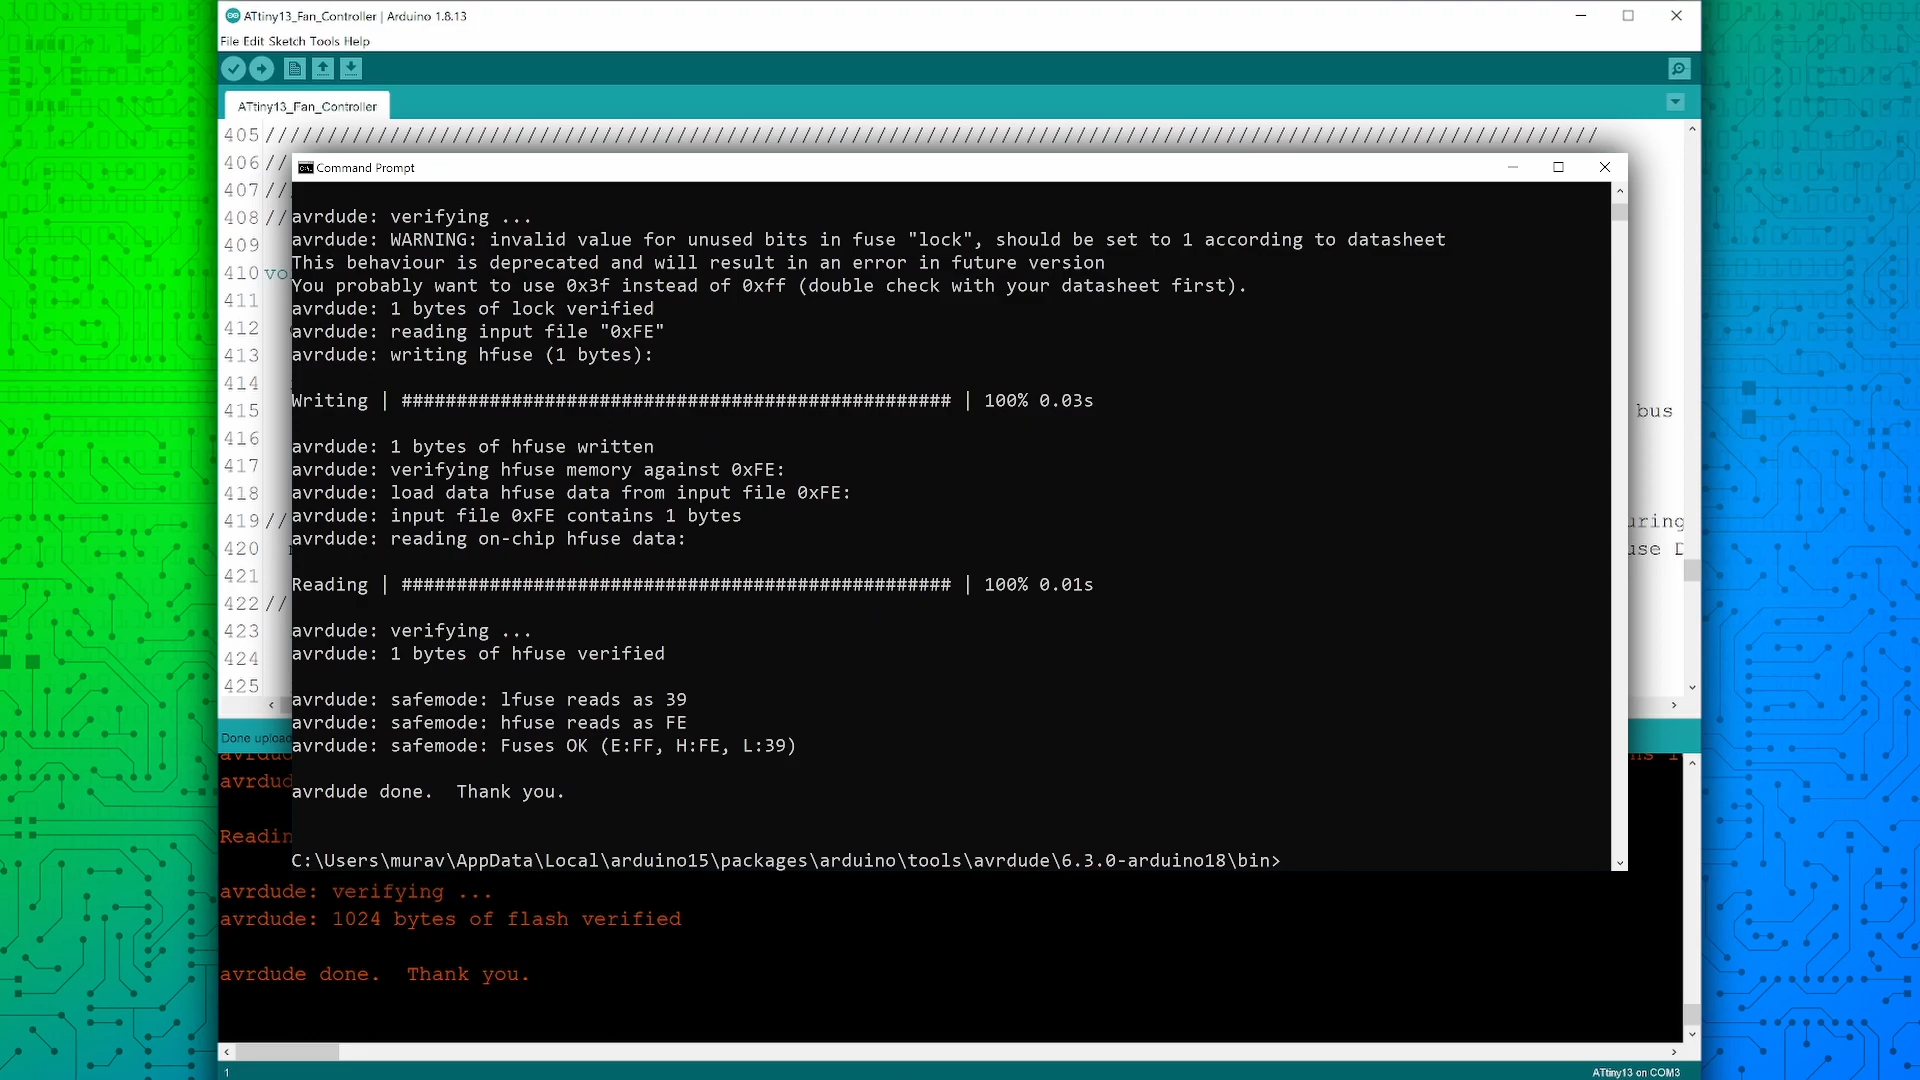 ATtiny13_Fan_Controller | Arduino 1.8.13
File Edit Sketch Tools Help
ATtiny13_Fan_Controller
405 ////////////////////////////////////////////////////////////////////////////////////////////////////////////
406 //
407 //
408 //
409
410 vo
411
412
413
414
415 bus
416
417
418
419 // uring
420 use D
421
422 //
423
424
425
Command Prompt
avrdude: verifying ...
avrdude: WARNING: invalid value for unused bits in fuse "lock", should be set to 1 according to datasheet
This behaviour is deprecated and will result in an error in future version
You probably want to use 0x3f instead of 0xff (double check with your datasheet first).
avrdude: 1 bytes of lock verified
avrdude: reading input file "0xFE"
avrdude: writing hfuse (1 bytes):
Writing | ################################################## | 100% 0.03s
avrdude: 1 bytes of hfuse written
avrdude: verifying hfuse memory against 0xFE:
avrdude: load data hfuse data from input file 0xFE:
avrdude: input file 0xFE contains 1 bytes
avrdude: reading on-chip hfuse data:
Reading | ################################################## | 100% 0.01s
avrdude: verifying ...
avrdude: 1 bytes of hfuse verified
avrdude: safemode: lfuse reads as 39
avrdude: safemode: hfuse reads as FE
avrdude: safemode: Fuses OK (E:FF, H:FE, L:39)
avrdude done.  Thank you.
C:\Users\murav\AppData\Local\arduino15\packages\arduino\tools\avrdude\6.3.0-arduino18\bin>
Done upload
avrdud
avrdud
Readin
avrdude: verifying ...
avrdude: 1024 bytes of flash verified
avrdude done.  Thank you.
1
ATtiny13 on COM3